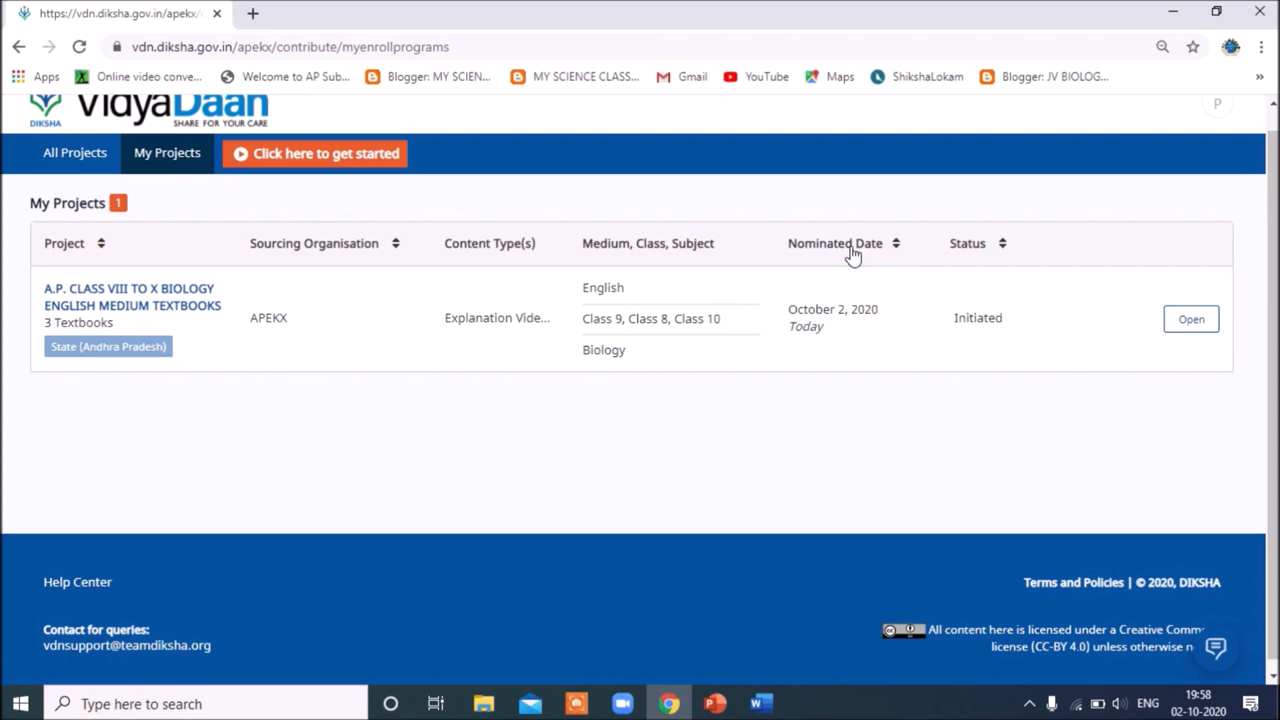 https://vdn.diksha.gov.in/apekx/
vdn.diksha.gov.in/apekx/contribute/myenrollprograms
Apps Online video conve... Welcome to AP Sub... Blogger: MY SCIEN... MY SCIENCE CLASS... Gmail YouTube Maps ShikshaLokam Blogger: JV BIOLOG... »
DIKSHA VidyaDaan
SHARE FOR YOUR CARE
P
All Projects My Projects Click here to get started
My Projects 1
Project Sourcing Organisation Content Type(s) Medium, Class, Subject Nominated Date Status
A.P. CLASS VIII TO X BIOLOGY
ENGLISH MEDIUM TEXTBOOKS
3 Textbooks
State (Andhra Pradesh)
APEKX
Explanation Vide...
English
Class 9, Class 8, Class 10
Biology
October 2, 2020
Today
Initiated
Open
Help Center
Contact for queries:
vdnsupport@teamdiksha.org
Terms and Policies | © 2020, DIKSHA
All content here is licensed under a Creative Comm
license (CC-BY 4.0) unless otherwise n
Type here to search
ENG
19:58
02-10-2020